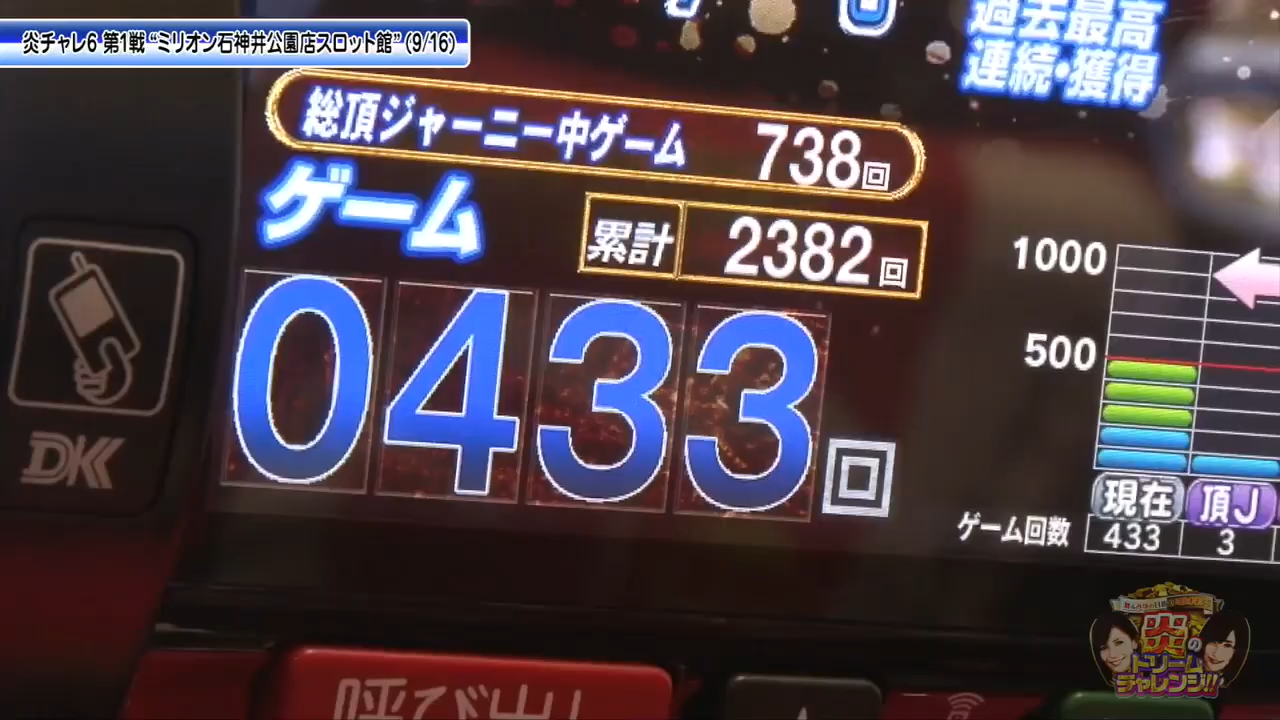 炎チャレ6 第1戦 “ミリオン石神井公園店スロット館” (9/16)
過去最高
連続・獲得
総頂ジャーニー中ゲーム 738回
ゲーム
累計 2382回
0433回
1000
500
現在 頂J
ゲーム回数 433 3
DK
呼び出し
炎の
ドリーム
チャレンジ!!